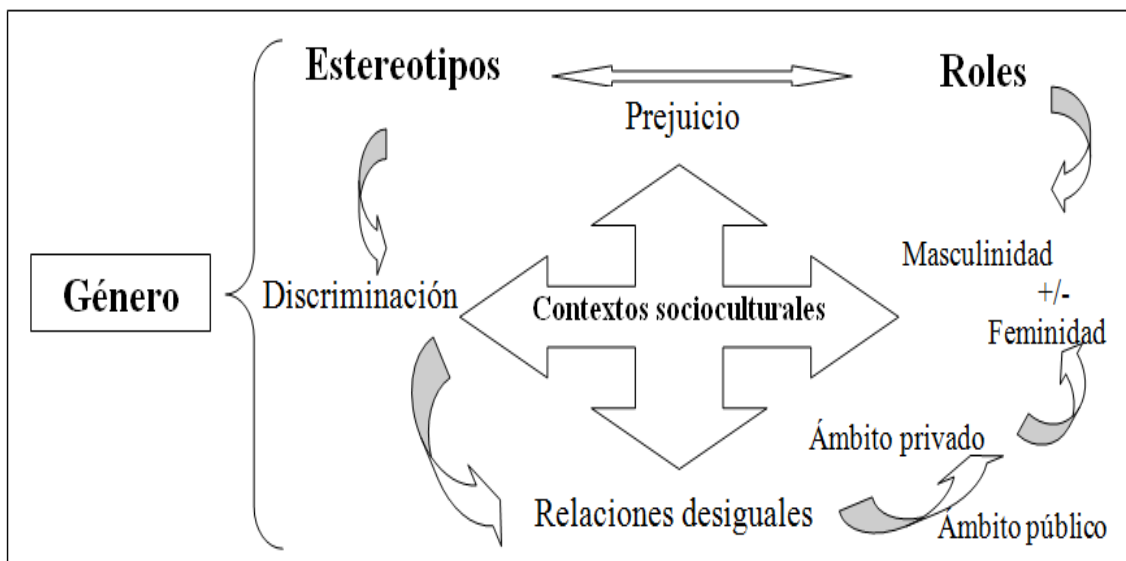 Estereotipos
Roles
Prejuicio
Género
Discriminación
Contextos socioculturales
Masculinidad
+/-
Feminidad
Ámbito privado
Relaciones desiguales
Ámbito público